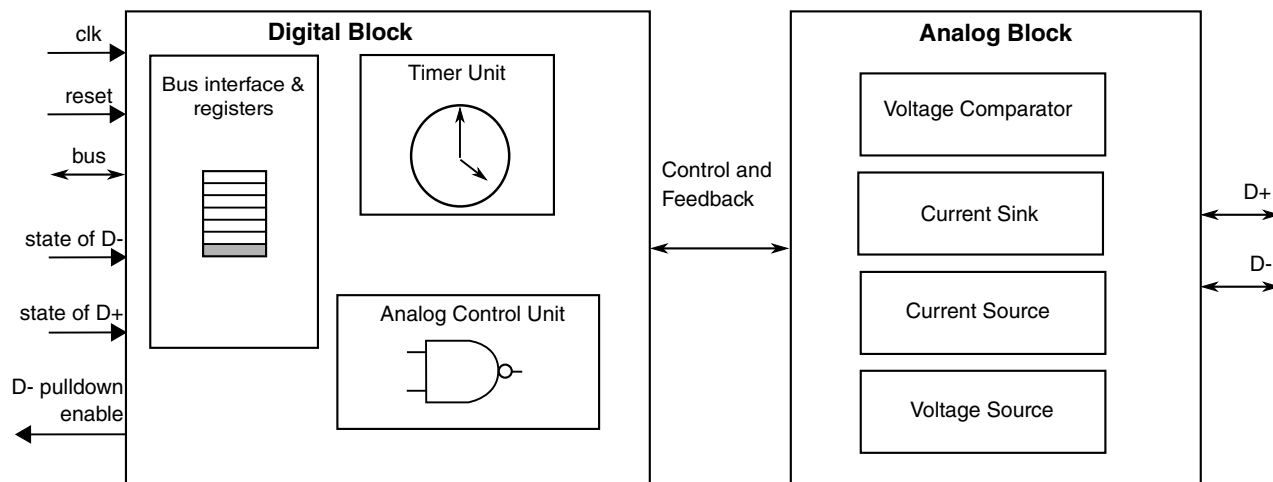 Digital Block
clk
reset
bus
state of D-
state of D+
D- pulldown
enable
Bus interface &
registers
Timer Unit
Analog Control Unit
Control and
Feedback
Analog Block
Voltage Comparator
Current Sink
Current Source
Voltage Source
D+
D-